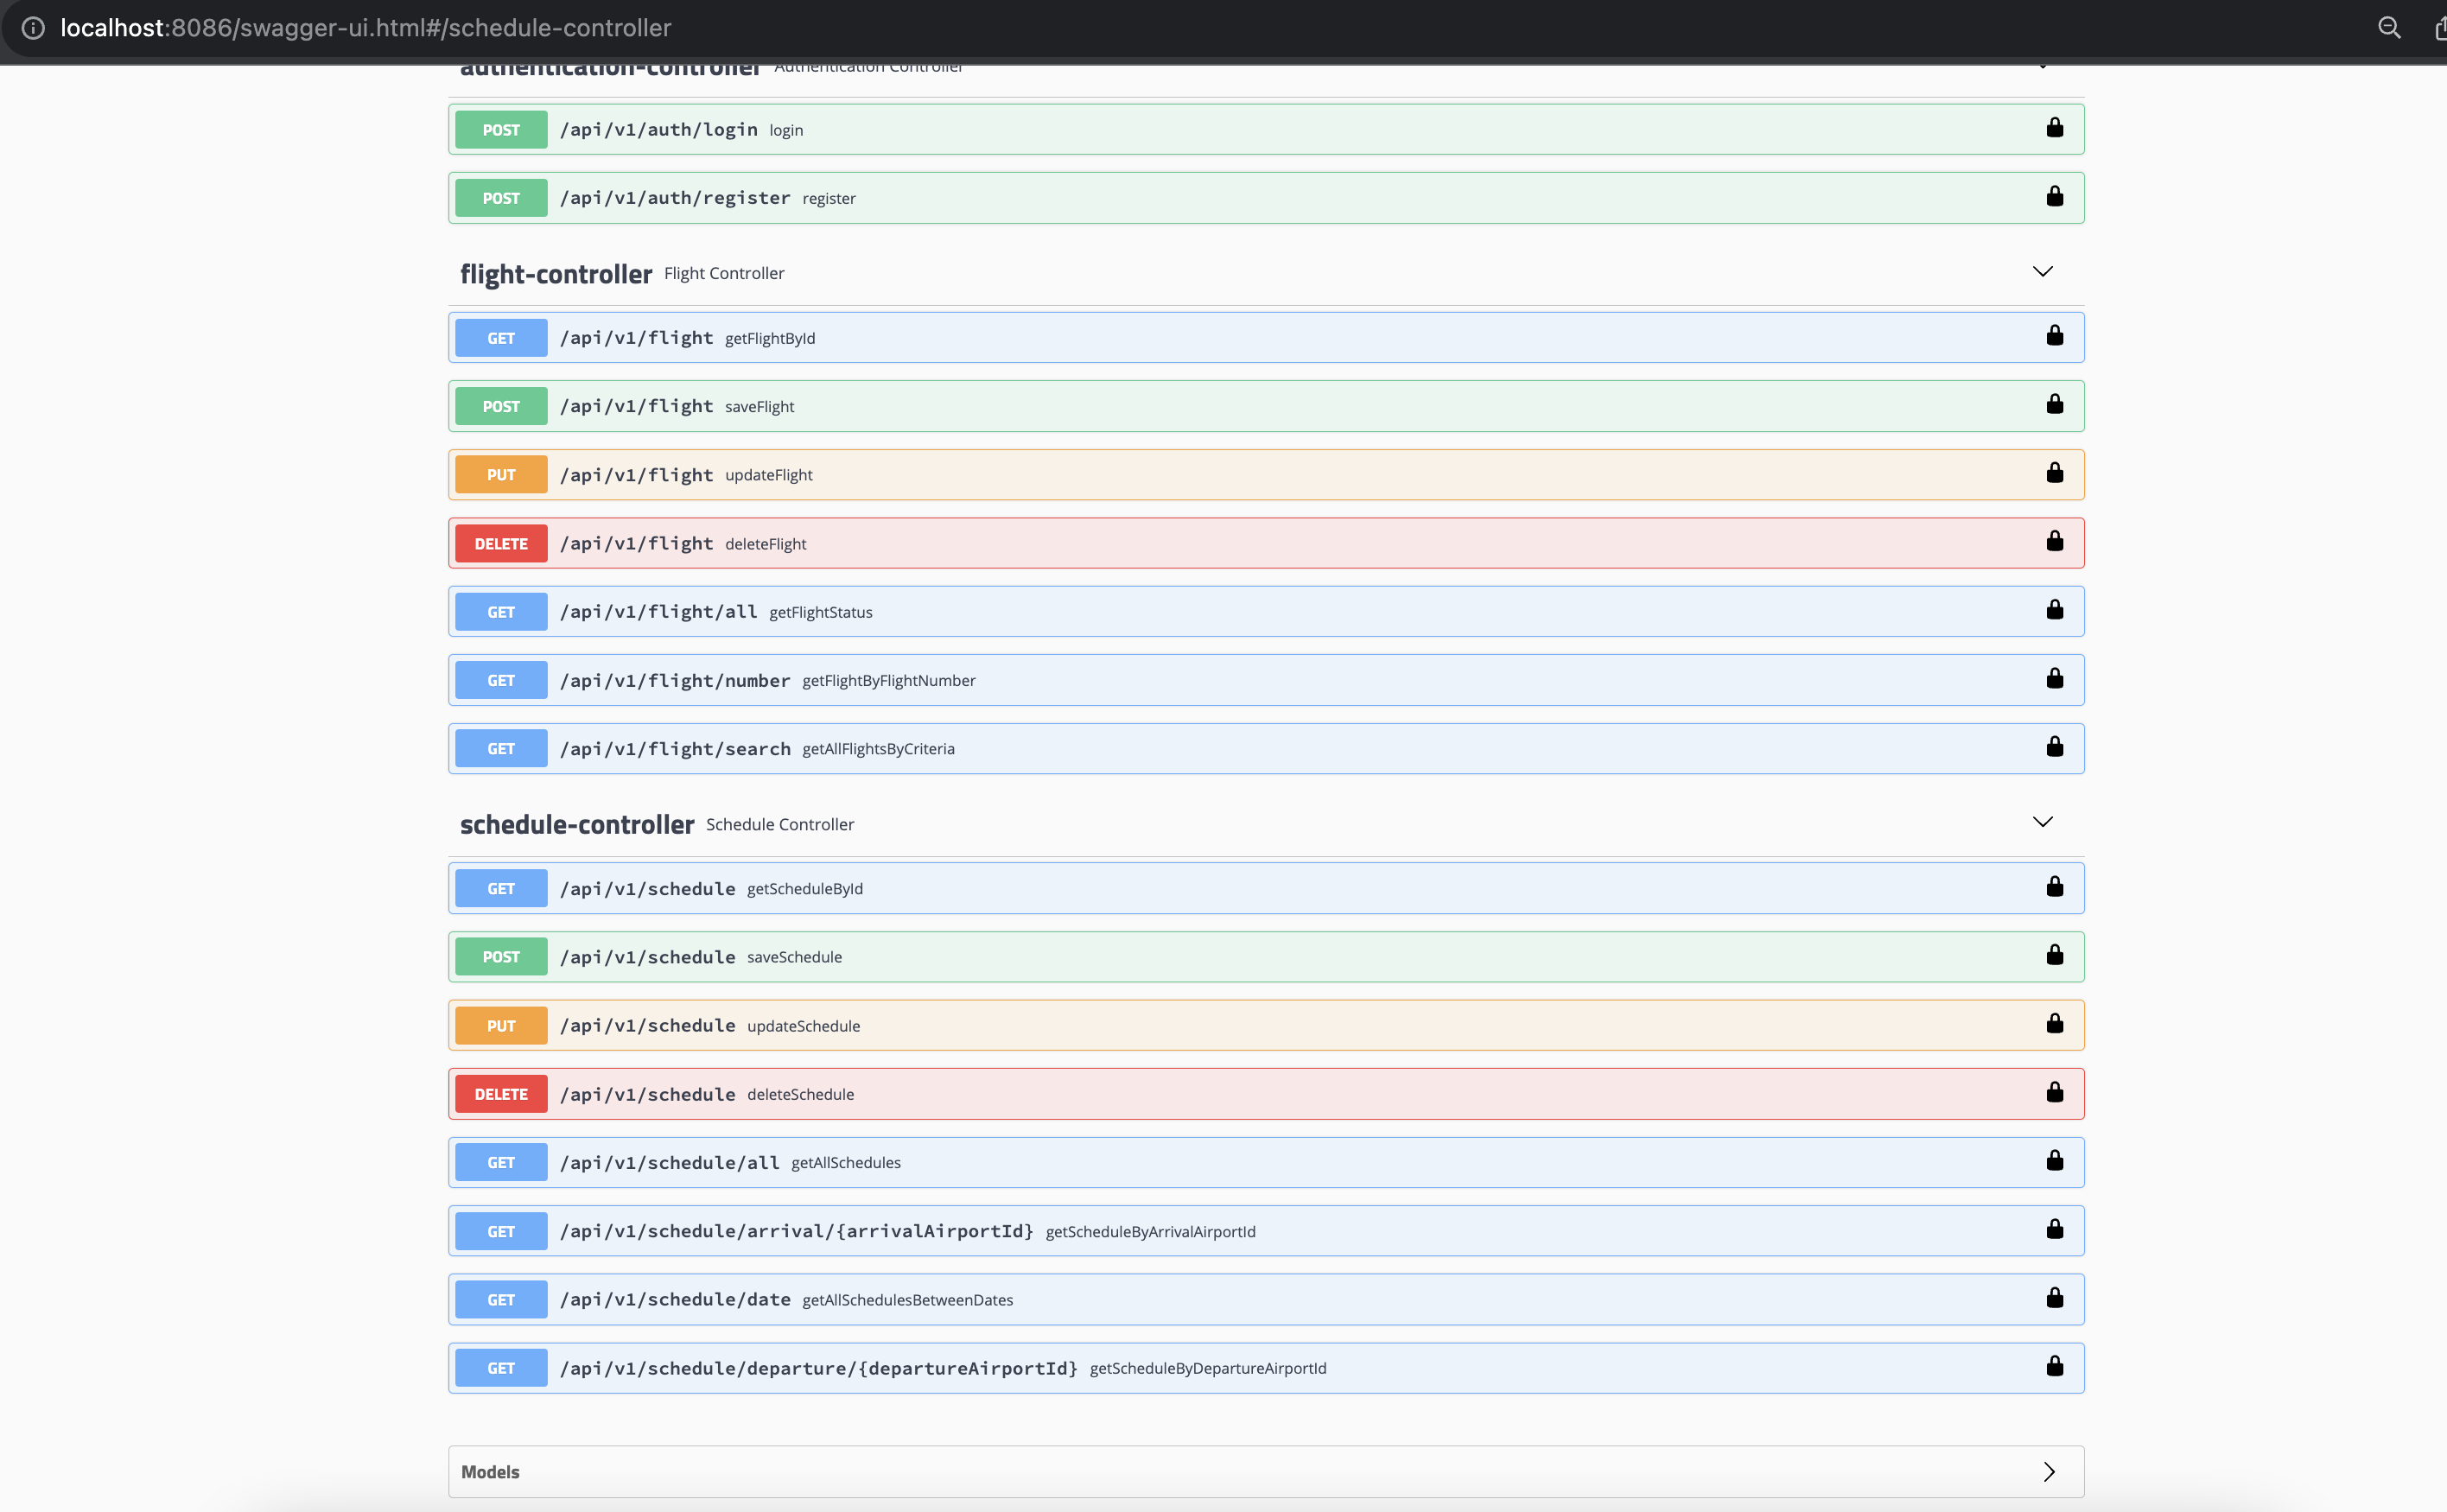 localhost:8086/swagger-ui.html#/schedule-controller
authentication-controller Authentication Controller
POST /api/v1/auth/login login
POST /api/v1/auth/register register
flight-controller Flight Controller
GET /api/v1/flight getFlightById
POST /api/v1/flight saveFlight
PUT /api/v1/flight updateFlight
DELETE /api/v1/flight deleteFlight
GET /api/v1/flight/all getFlightStatus
GET /api/v1/flight/number getFlightByFlightNumber
GET /api/v1/flight/search getAllFlightsByCriteria
schedule-controller Schedule Controller
GET /api/v1/schedule getScheduleById
POST /api/v1/schedule saveSchedule
PUT /api/v1/schedule updateSchedule
DELETE /api/v1/schedule deleteSchedule
GET /api/v1/schedule/all getAllSchedules
GET /api/v1/schedule/arrival/{arrivalAirportId} getScheduleByArrivalAirportId
GET /api/v1/schedule/date getAllSchedulesBetweenDates
GET /api/v1/schedule/departure/{departureAirportId} getScheduleByDepartureAirportId
Models